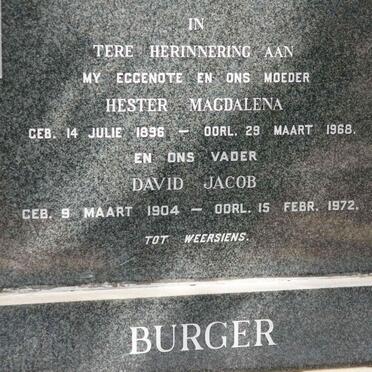 IN
TERE HERINNERING AAN
MY EGGENOTE EN ONS MOEDER
HESTER MAGDALENA
GEB. 14 JULIE 1896 — OORL. 29 MAART 1968.
EN ONS VADER
DAVID JACOB
GEB. 9 MAART 1904 — OORL. 15 FEBR. 1972.
TOT WEERSIENS.
BURGER